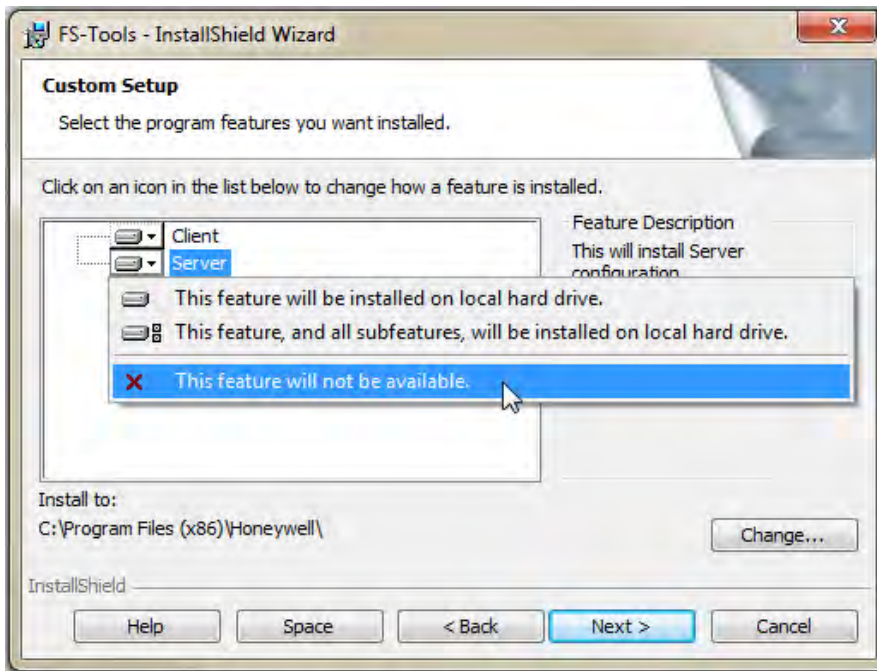 FS-Tools - InstallShield Wizard
Custom Setup
Select the program features you want installed.
Click on an icon in the list below to change how a feature is installed.
Client
Server
Feature Description
This will install Server
configuration
This feature will be installed on local hard drive.
This feature, and all subfeatures, will be installed on local hard drive.
This feature will not be available.
Install to:
C:\Program Files (x86)\Honeywell\
Change...
InstallShield
Help
Space
< Back
Next >
Cancel